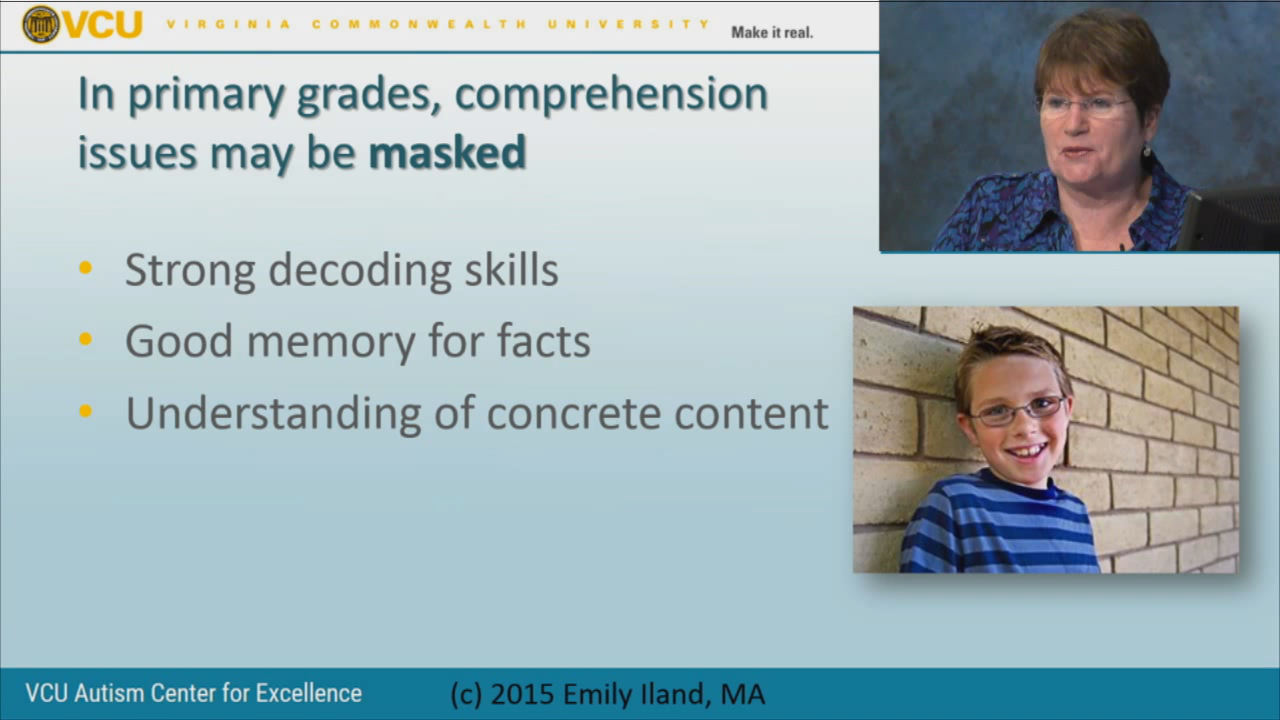 VCU VIRGINIA COMMONWEALTH UNIVERSITY Make it real.
In primary grades, comprehension
issues may be masked
• Strong decoding skills
• Good memory for facts
• Understanding of concrete content
VCU Autism Center for Excellence (c) 2015 Emily Iland, MA